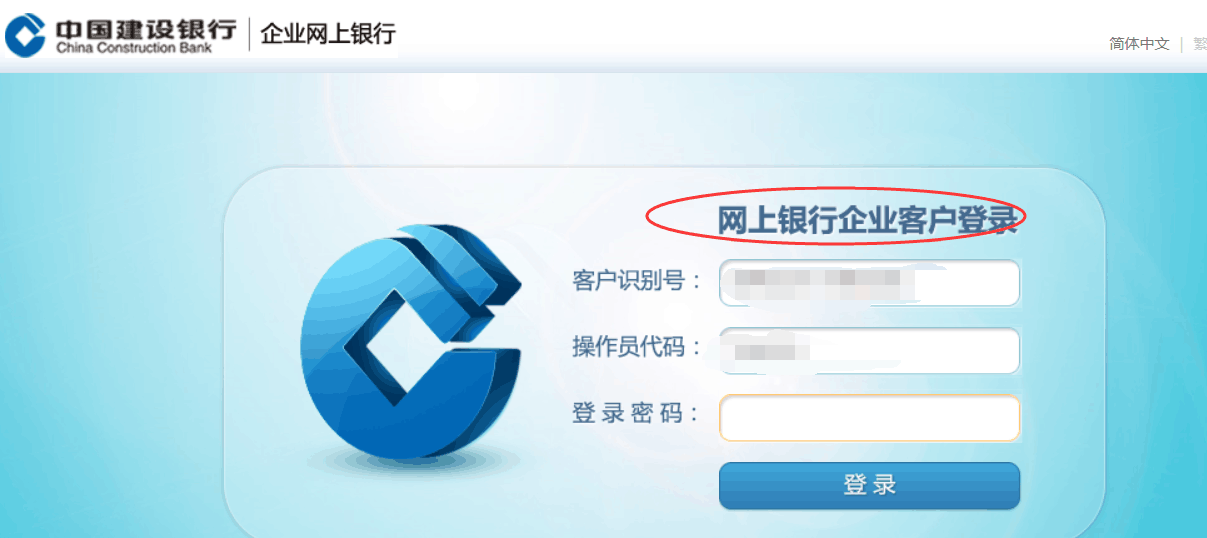 中国建设银行 企业网上银行
China Construction Bank
简体中文 | 繁
网上银行企业客户登录
客户识别号：
操作员代码：
登录密码：
登录